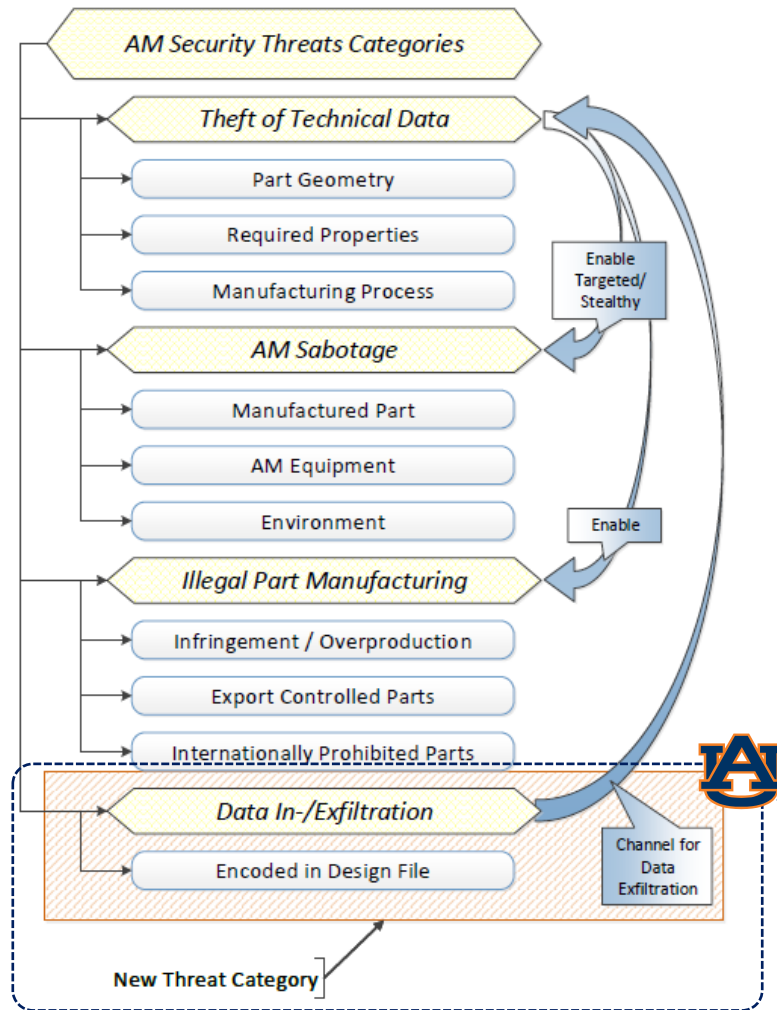 AM Security Threats Categories
Theft of Technical Data
Part Geometry
Required Properties
Manufacturing Process
Enable
Targeted/
Stealthy
AM Sabotage
Manufactured Part
AM Equipment
Environment
Enable
Illegal Part Manufacturing
Infringement / Overproduction
Export Controlled Parts
Internationally Prohibited Parts
AU
Data In-/Exfiltration
Encoded in Design File
Channel for
Data
Exfiltration
New Threat Category